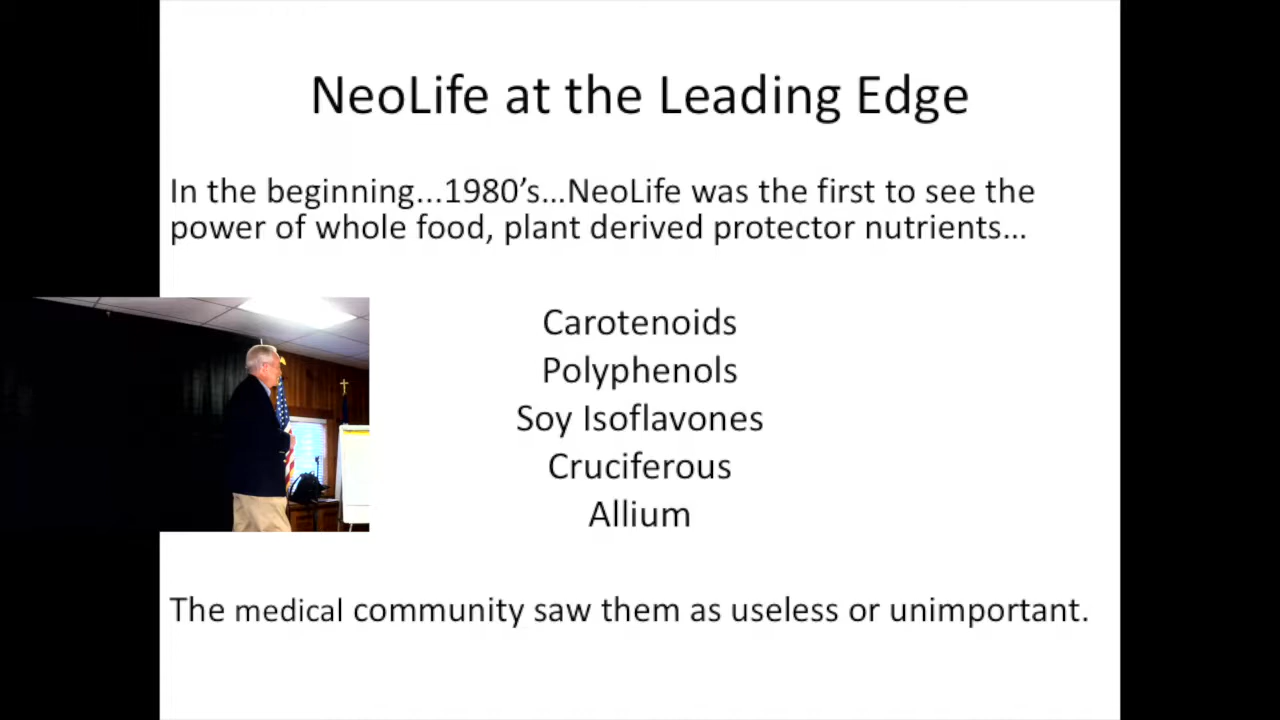 NeoLife at the Leading Edge
In the beginning...1980’s…NeoLife was the first to see the
power of whole food, plant derived protector nutrients…
Carotenoids
Polyphenols
Soy Isoflavones
Cruciferous
Allium
The medical community saw them as useless or unimportant.